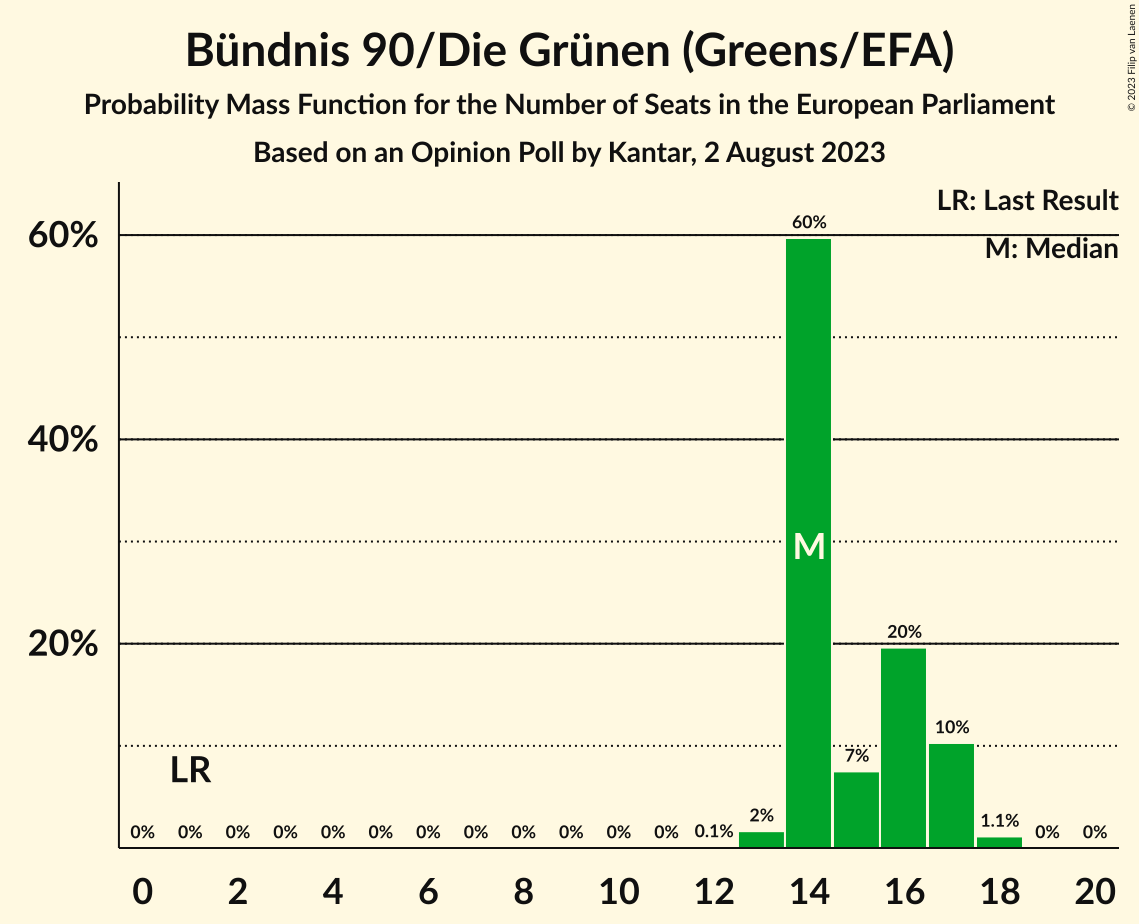 Bündnis 90/Die Grünen (Greens/EFA)
Probability Mass Function for the Number of Seats in the European Parliament
Based on an Opinion Poll by Kantar, 2 August 2023
© 2023 Filip van Laenen
LR: Last Result
M: Median
60%
40%
20%
60%
M
20%
10%
7%
LR
0% 0% 0% 0% 0% 0% 0% 0% 0% 0% 0% 0% 0.1% 2% 1.1% 0% 0%
0 2 4 6 8 10 12 14 16 18 20